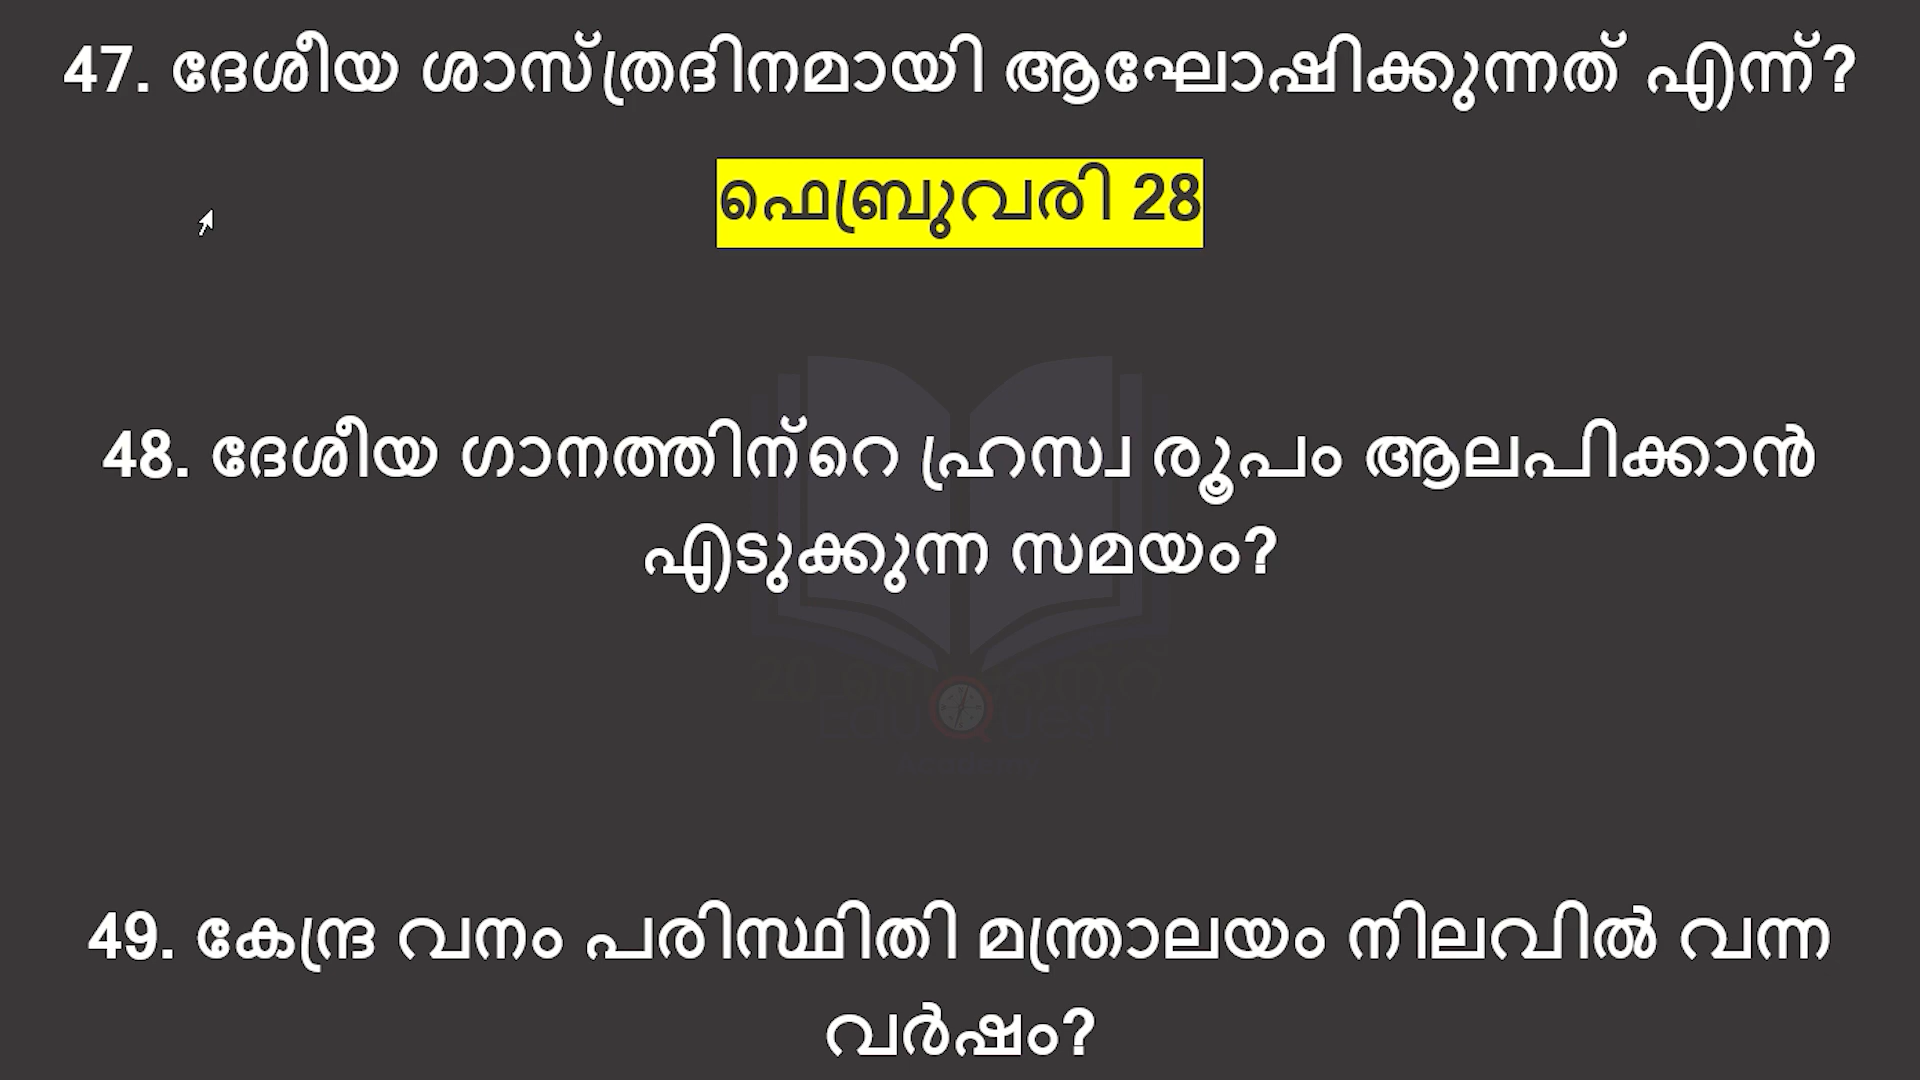 47. ദേശീയ ശാസ്ത്രദിനമായി ആഘോഷിക്കുന്നത് എന്ന്?
ഫെബ്രുവരി 28
48. ദേശീയ ഗാനത്തിന്റെ ഹ്രസ്വ രൂപം ആലപിക്കാൻ
എടുക്കുന്ന സമയം?
49. കേന്ദ്ര വനം പരിസ്ഥിതി മന്ത്രാലയം നിലവിൽ വന്ന
വർഷം?